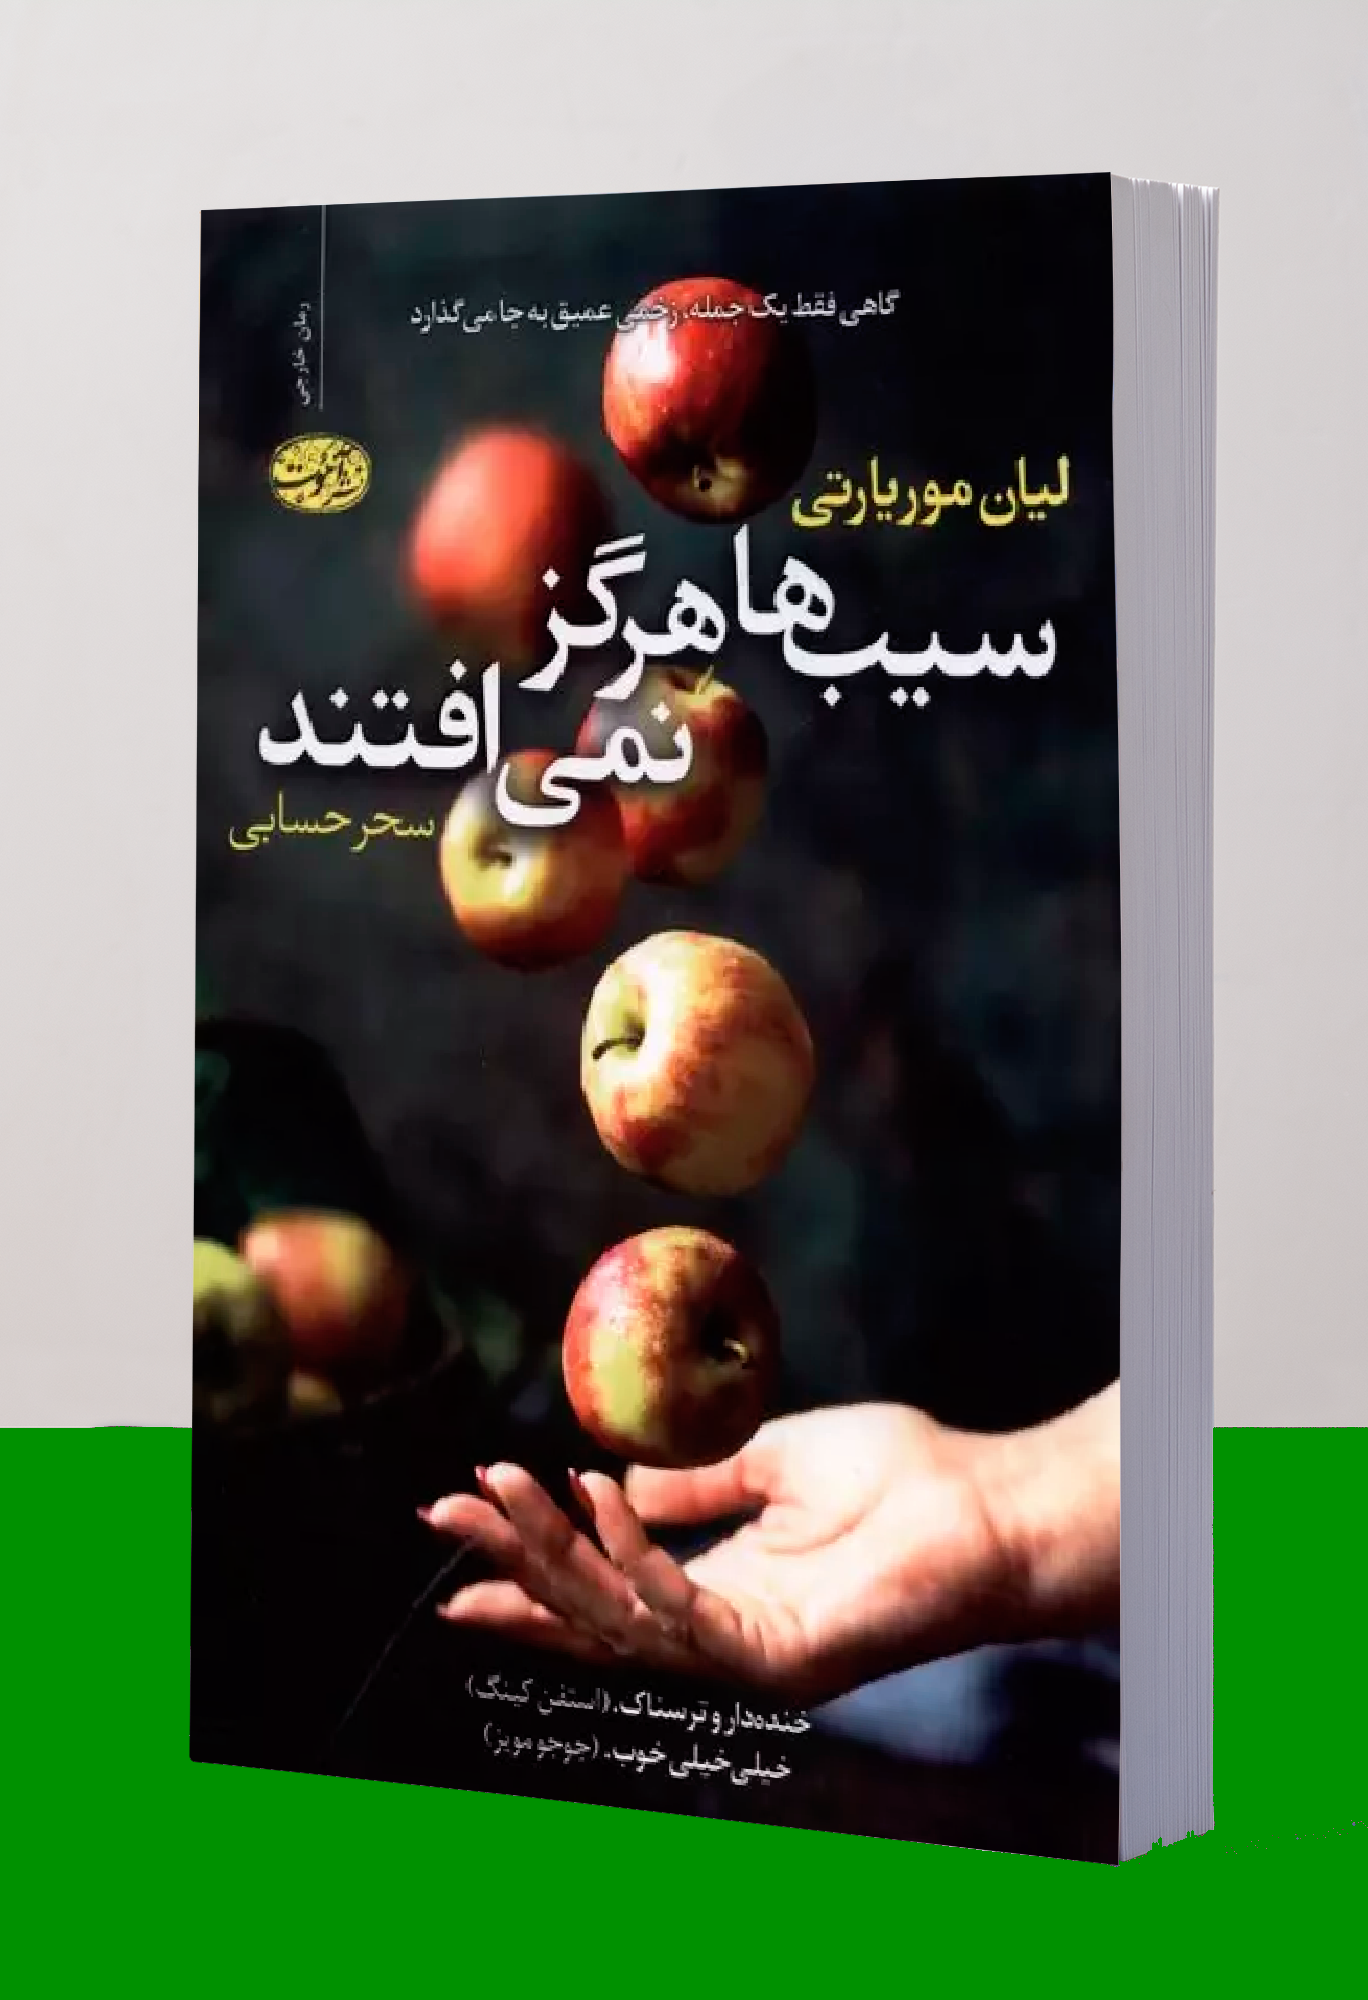 گاهی فقط یک جمله، زخمی عمیق به جا می‌گذارد
رمان خارجی
لیان موریارتی
سیب‌ها هرگز
نمی‌افتند
سحر حسابی
خنده‌دار و ترسناک. (استفن کینگ)
خیلی خیلی خوب. (جوجو مویز)